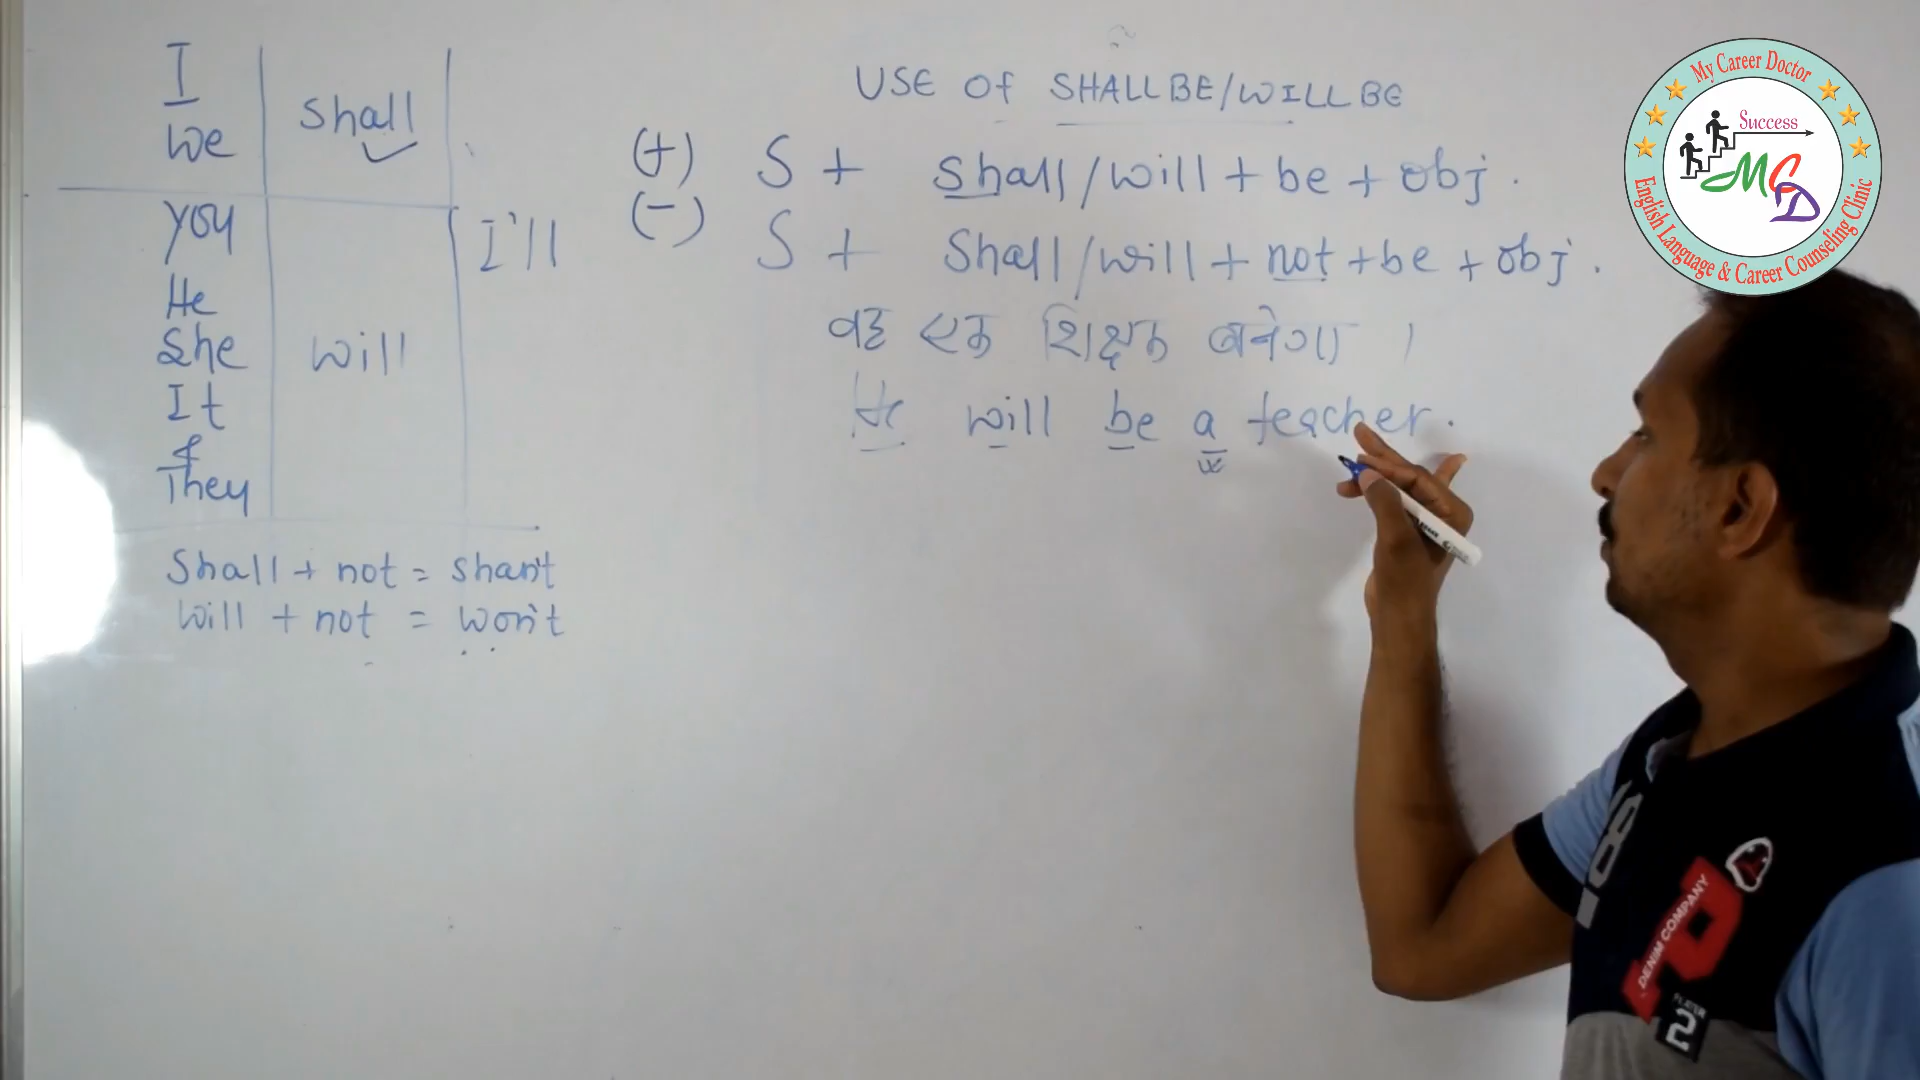 I
we
shall
you
He
She
It
&
They
will
I'll
Shall + not = shan't
will + not = won't
USE Of SHALL BE/WILL BE
(+) S + Shall/will + be + obj.
(-) S + Shall/will + not + be + obj.
वह एक शिक्षक बनेगा ।
He will be a teacher.
My Career Doctor
Success
MCD
English Language & Career Counseling Clinic
DENIM COMPANY
PLAYER
2